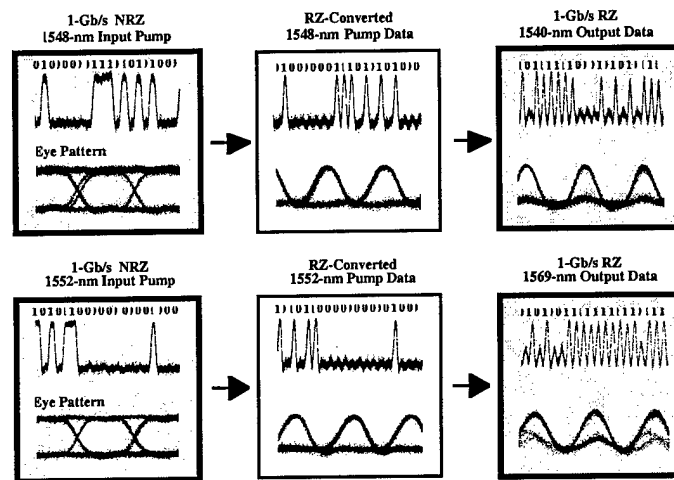 1-Gb/s NRZ
1548-nm Input Pump
RZ-Converted
1548-nm Pump Data
1-Gb/s RZ
1540-nm Output Data
Eye Pattern
1-Gb/s NRZ
1552-nm Input Pump
RZ-Converted
1552-nm Pump Data
1-Gb/s RZ
1569-nm Output Data
Eye Pattern